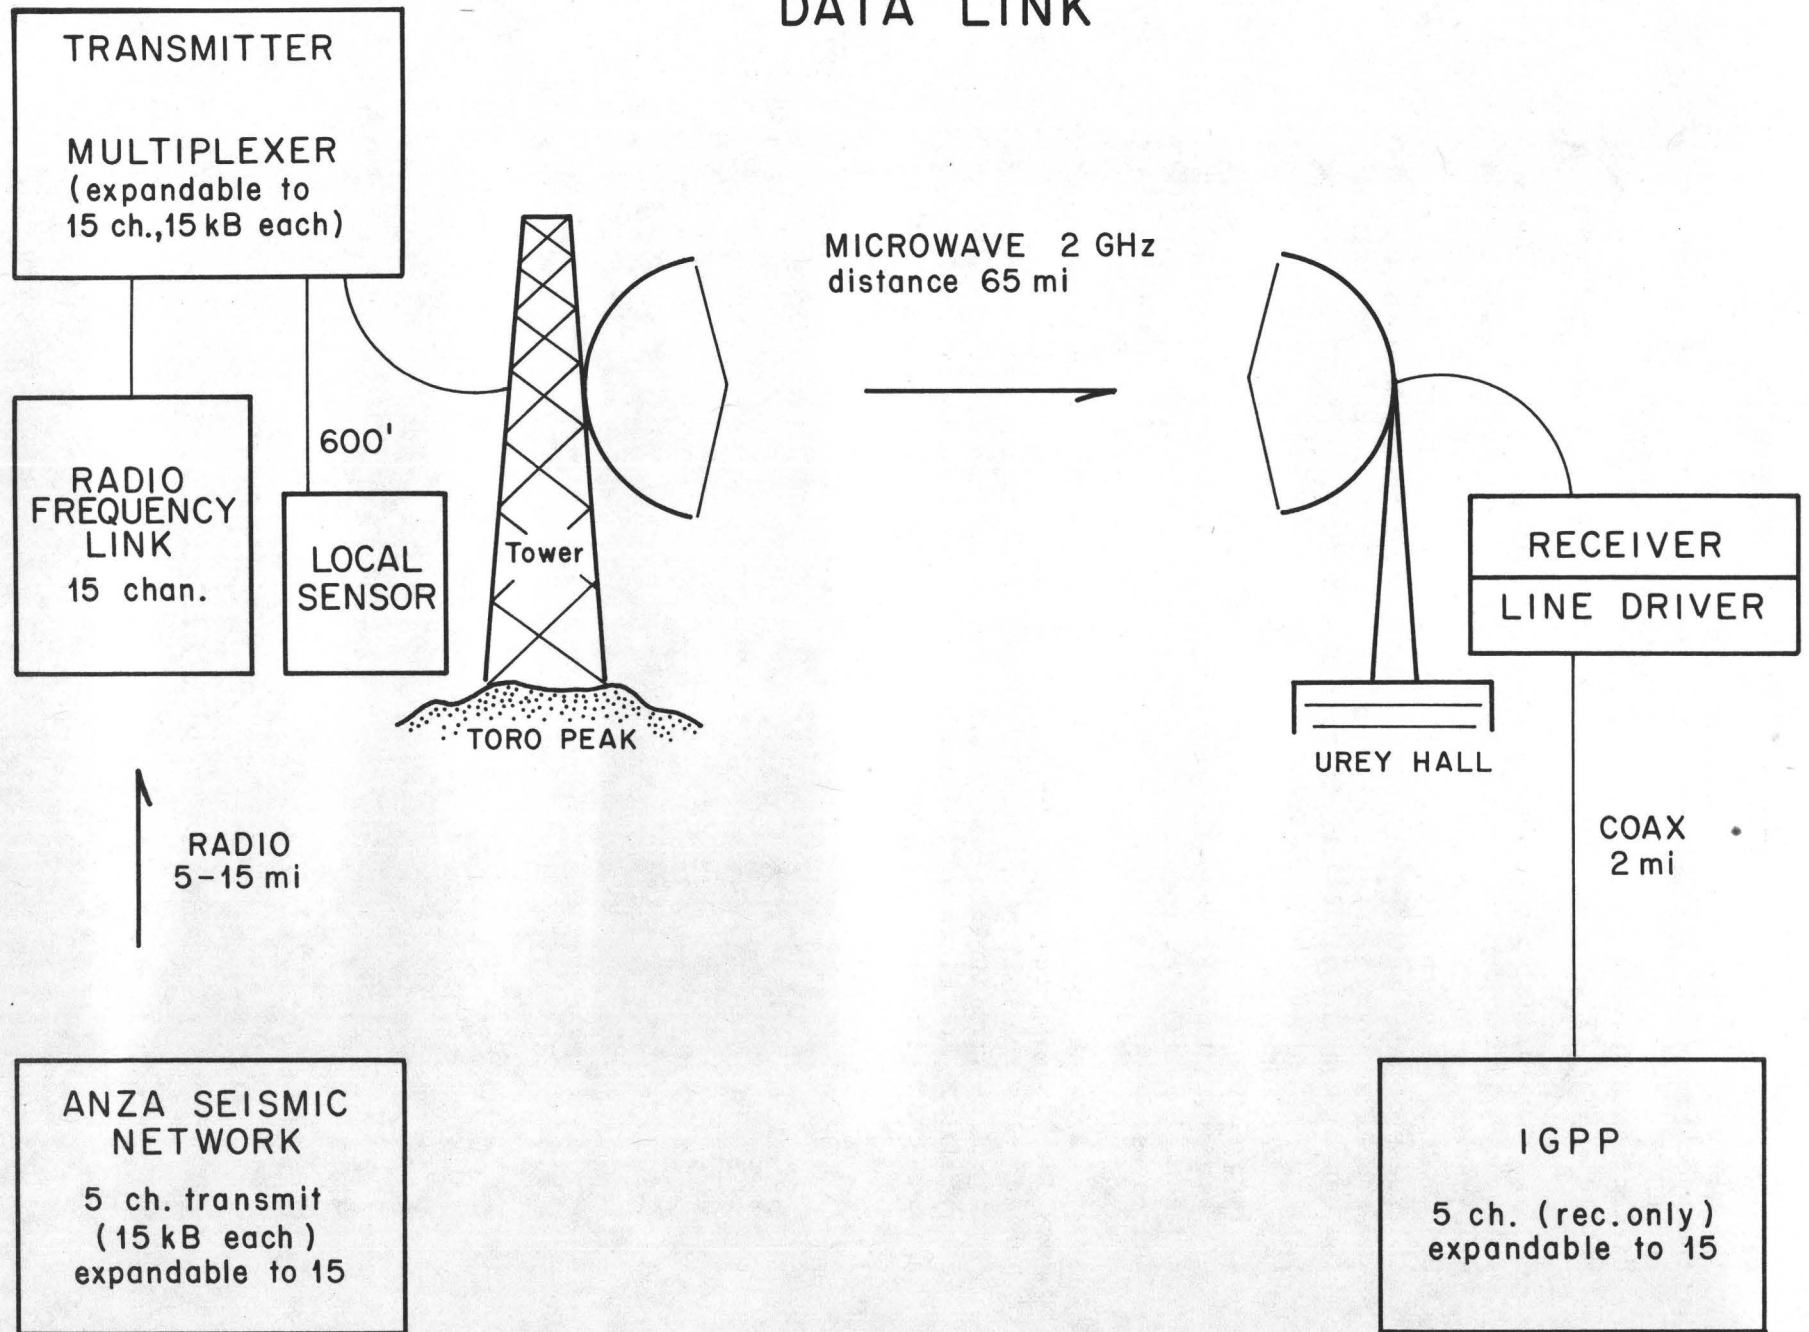 DATA LINK
TRANSMITTER
MULTIPLEXER
(expandable to
15 ch.,15 kB each)
MICROWAVE 2 GHz
distance 65 mi
600'
RADIO
FREQUENCY
LINK
15 chan.
LOCAL
SENSOR
Tower
RECEIVER
LINE DRIVER
TORO PEAK
UREY HALL
RADIO
5-15 mi
COAX
2 mi
ANZA SEISMIC
NETWORK
5 ch. transmit
(15 kB each)
expandable to 15
IGPP
5 ch. (rec. only)
expandable to 15